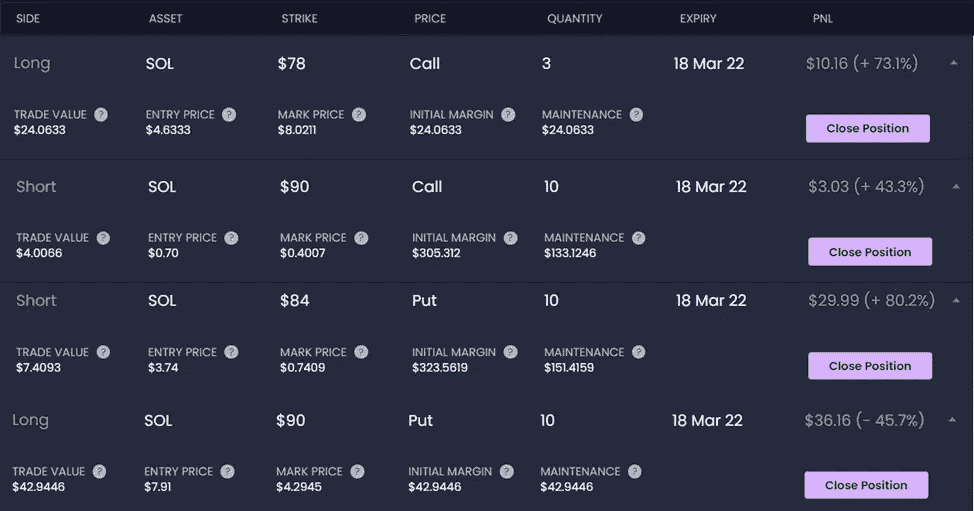 SIDE ASSET STRIKE PRICE QUANTITY EXPIRY PNL
Long SOL $78 Call 3 18 Mar 22 $10.16 (+ 73.1%)
TRADE VALUE ? ENTRY PRICE ? MARK PRICE ? INITIAL MARGIN ? MAINTENANCE ?
$24.0633 $4.6333 $8.0211 $24.0633 $24.0633 Close Position
Short SOL $90 Call 10 18 Mar 22 $3.03 (+ 43.3%)
TRADE VALUE ? ENTRY PRICE ? MARK PRICE ? INITIAL MARGIN ? MAINTENANCE ?
$4.0066 $0.70 $0.4007 $305.312 $133.1246 Close Position
Short SOL $84 Put 10 18 Mar 22 $29.99 (+ 80.2%)
TRADE VALUE ? ENTRY PRICE ? MARK PRICE ? INITIAL MARGIN ? MAINTENANCE ?
$7.4093 $3.74 $0.7409 $323.5619 $151.4159 Close Position
Long SOL $90 Put 10 18 Mar 22 $36.16 (- 45.7%)
TRADE VALUE ? ENTRY PRICE ? MARK PRICE ? INITIAL MARGIN ? MAINTENANCE ?
$42.9446 $7.91 $4.2945 $42.9446 $42.9446 Close Position